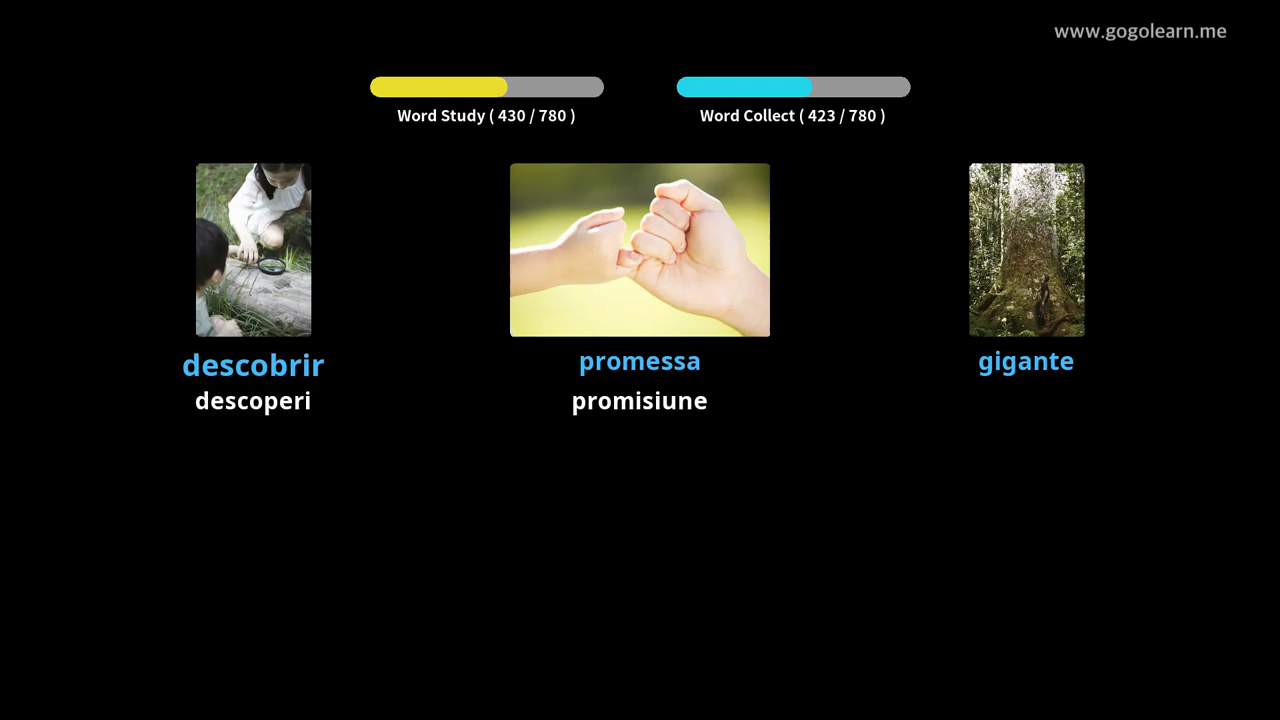 www.gogolearn.me
Word Study ( 430 / 780 )
Word Collect ( 423 / 780 )
descobrir
descoperi
promessa
promisiune
gigante